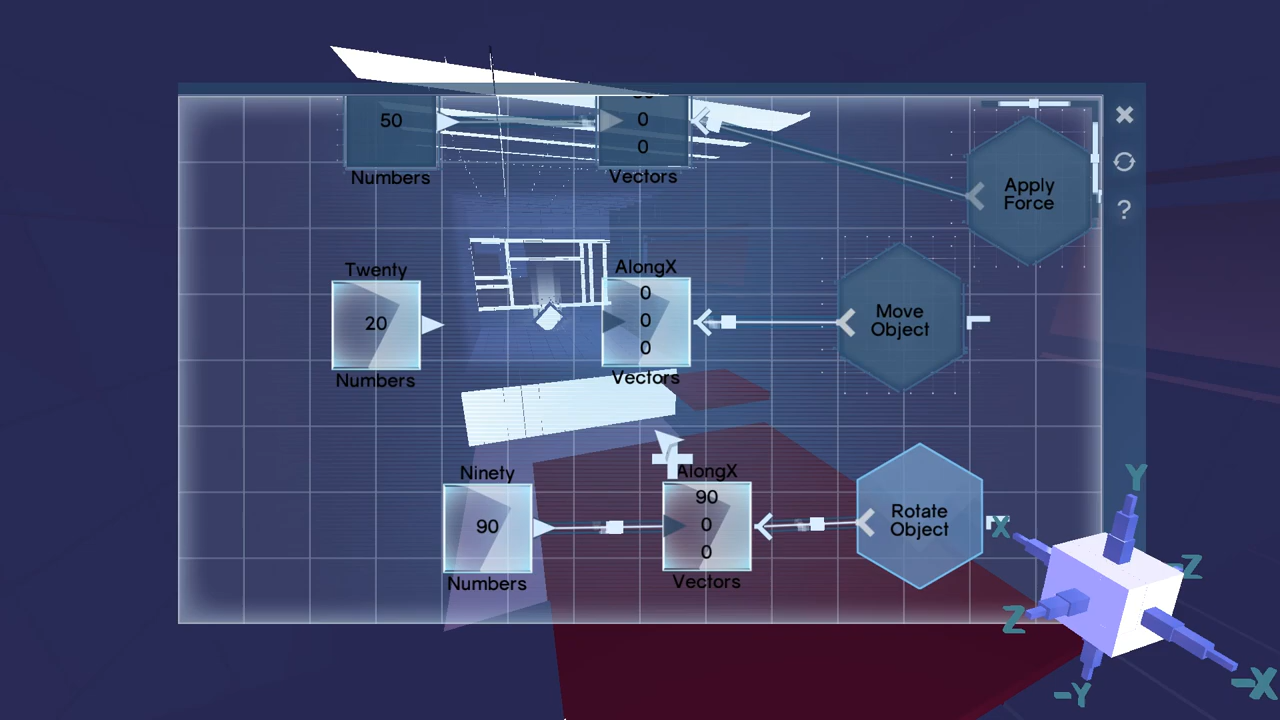 50
0
0
Numbers
Vectors
Apply
Force
?
Twenty
20
Numbers
AlongX
0
0
0
Vectors
Move
Object
Ninety
90
Numbers
AlongX
90
0
0
Vectors
Rotate
Object
X
Y
-Z
Z
-Y
-X